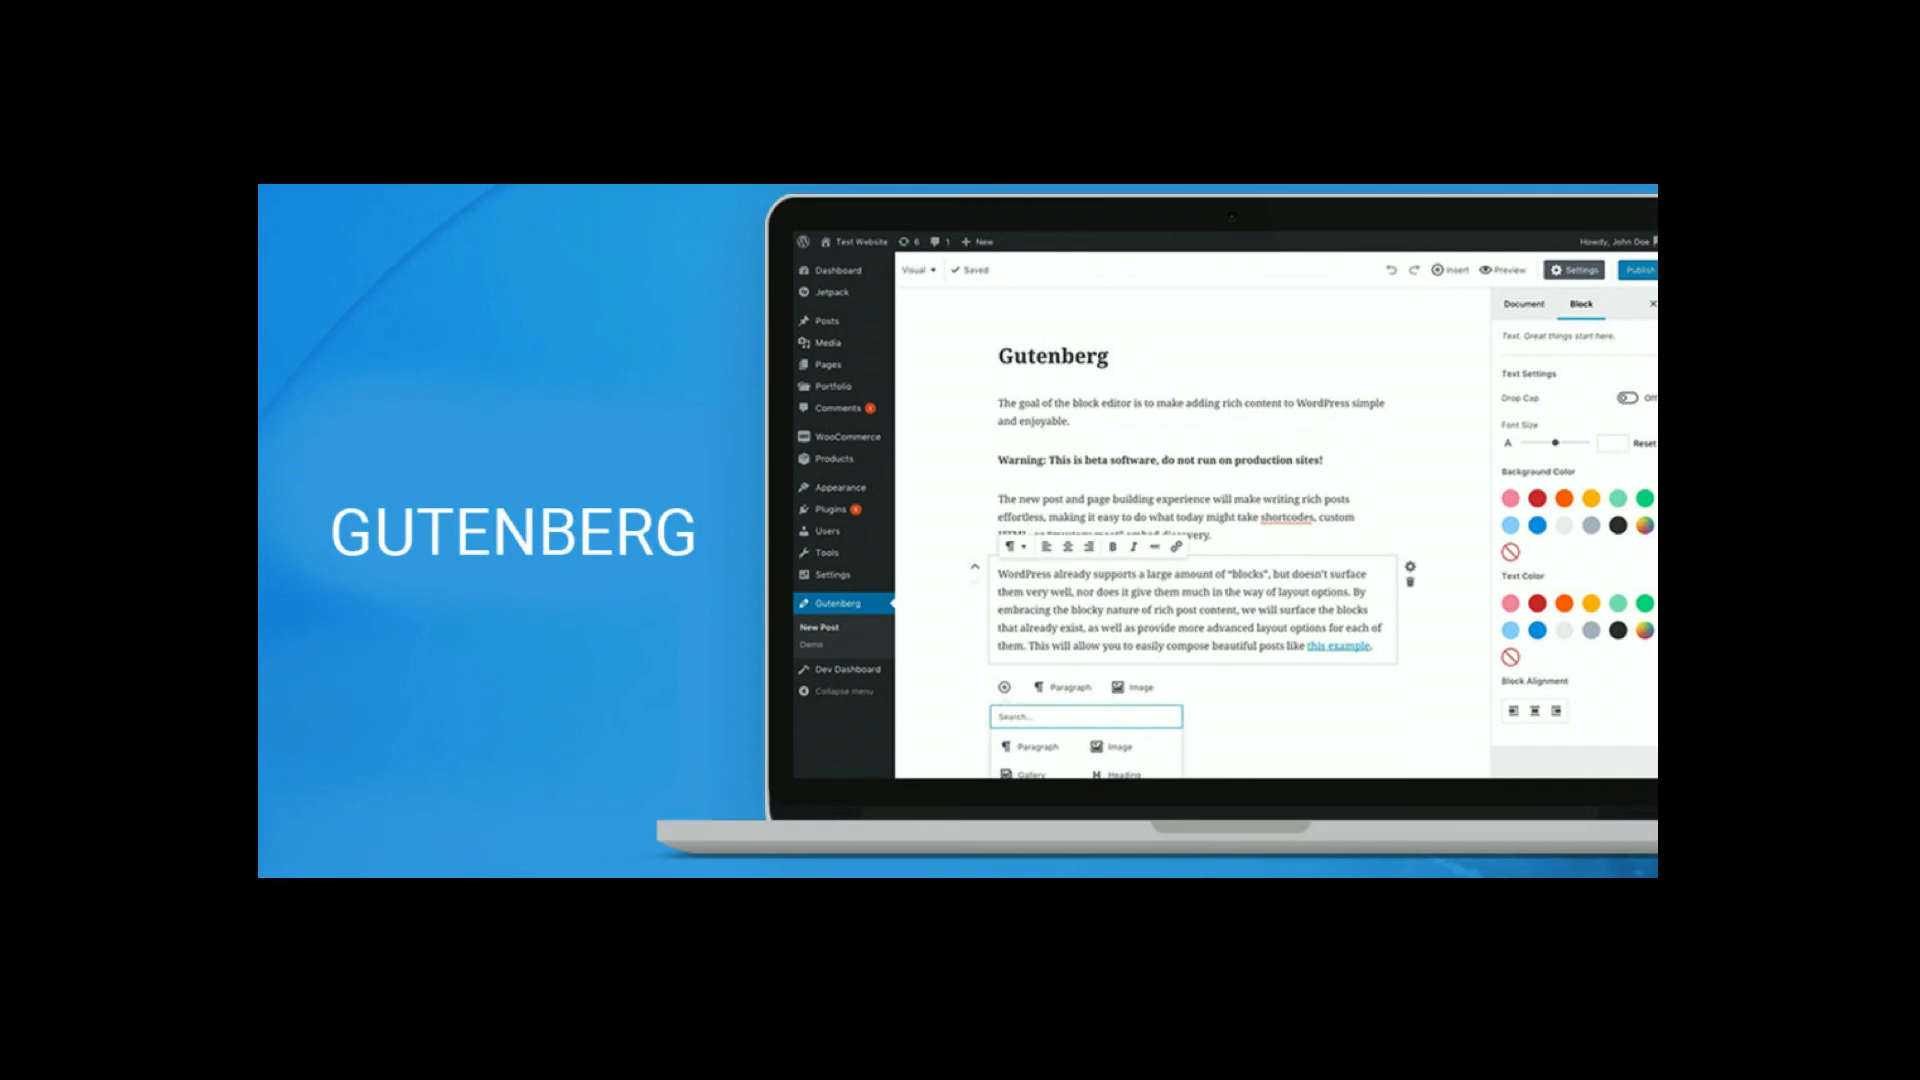 GUTENBERG
Test Website 6 1 New
Howdy, John Doe
Dashboard
Jetpack
Posts
Media
Pages
Portfolio
Comments 1
WooCommerce
Products
Appearance
Plugins
Users
Tools
Settings
Gutenberg
New Post
Demo
Dev Dashboard
Collapse menu
Visual Saved
Insert Preview Settings Publish
Gutenberg
The goal of the block editor is to make adding rich content to WordPress simple
and enjoyable.
Warning: This is beta software, do not run on production sites!
The new post and page building experience will make writing rich posts
effortless, making it easy to do what today might take shortcodes, custom
B I
WordPress already supports a large amount of “blocks”, but doesn’t surface
them very well, nor does it give them much in the way of layout options. By
embracing the blocky nature of rich post content, we will surface the blocks
that already exist, as well as provide more advanced layout options for each of
them. This will allow you to easily compose beautiful posts like this example.
Paragraph Image
Search...
Paragraph Image
Gallery Heading
Document Block
Text. Great things start here.
Text Settings
Drop Cap
Font Size
A Reset
Background Color
Text Color
Block Alignment